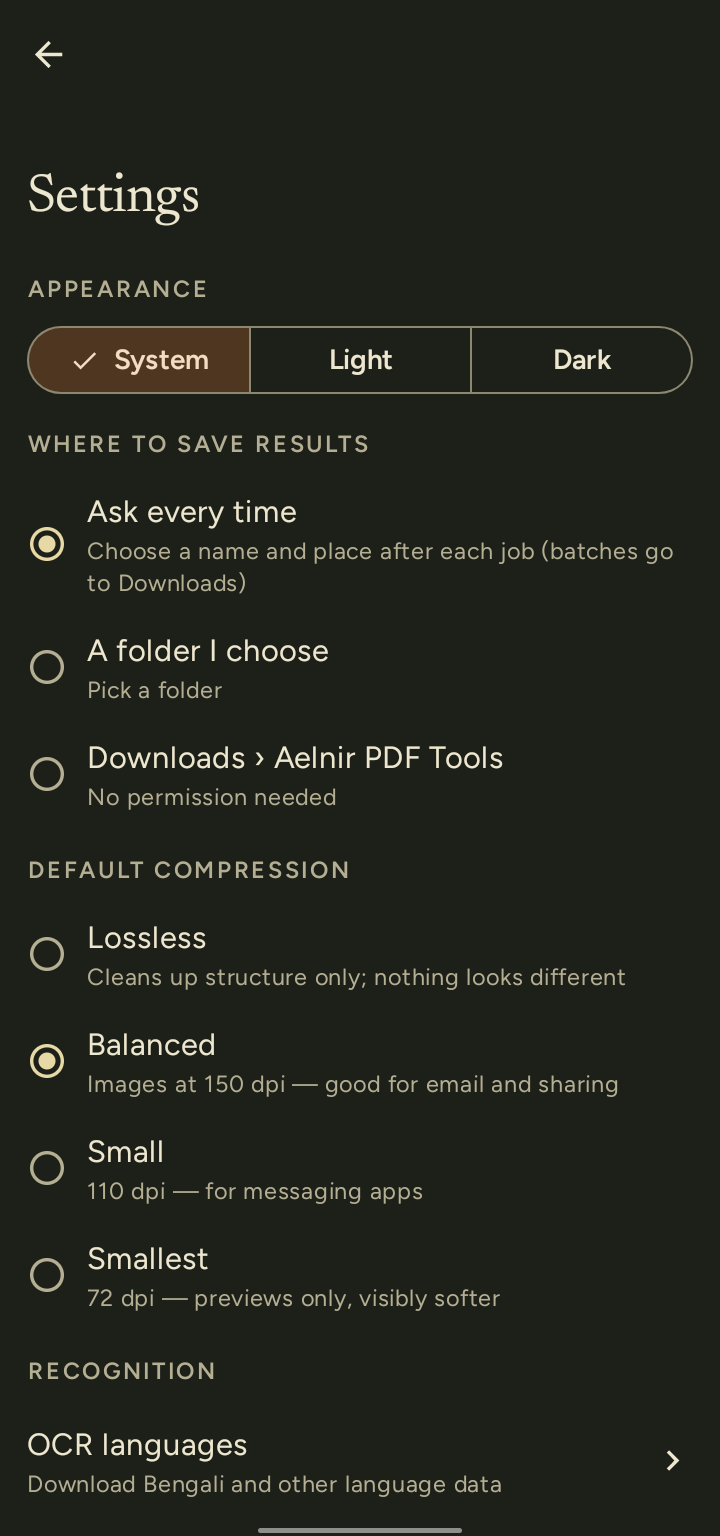 Settings
APPEARANCE
System
Light
Dark
WHERE TO SAVE RESULTS
Ask every time
Choose a name and place after each job (batches go
to Downloads)
A folder I choose
Pick a folder
Downloads › Aelnir PDF Tools
No permission needed
DEFAULT COMPRESSION
Lossless
Cleans up structure only; nothing looks different
Balanced
Images at 150 dpi — good for email and sharing
Small
110 dpi — for messaging apps
Smallest
72 dpi — previews only, visibly softer
RECOGNITION
OCR languages
Download Bengali and other language data